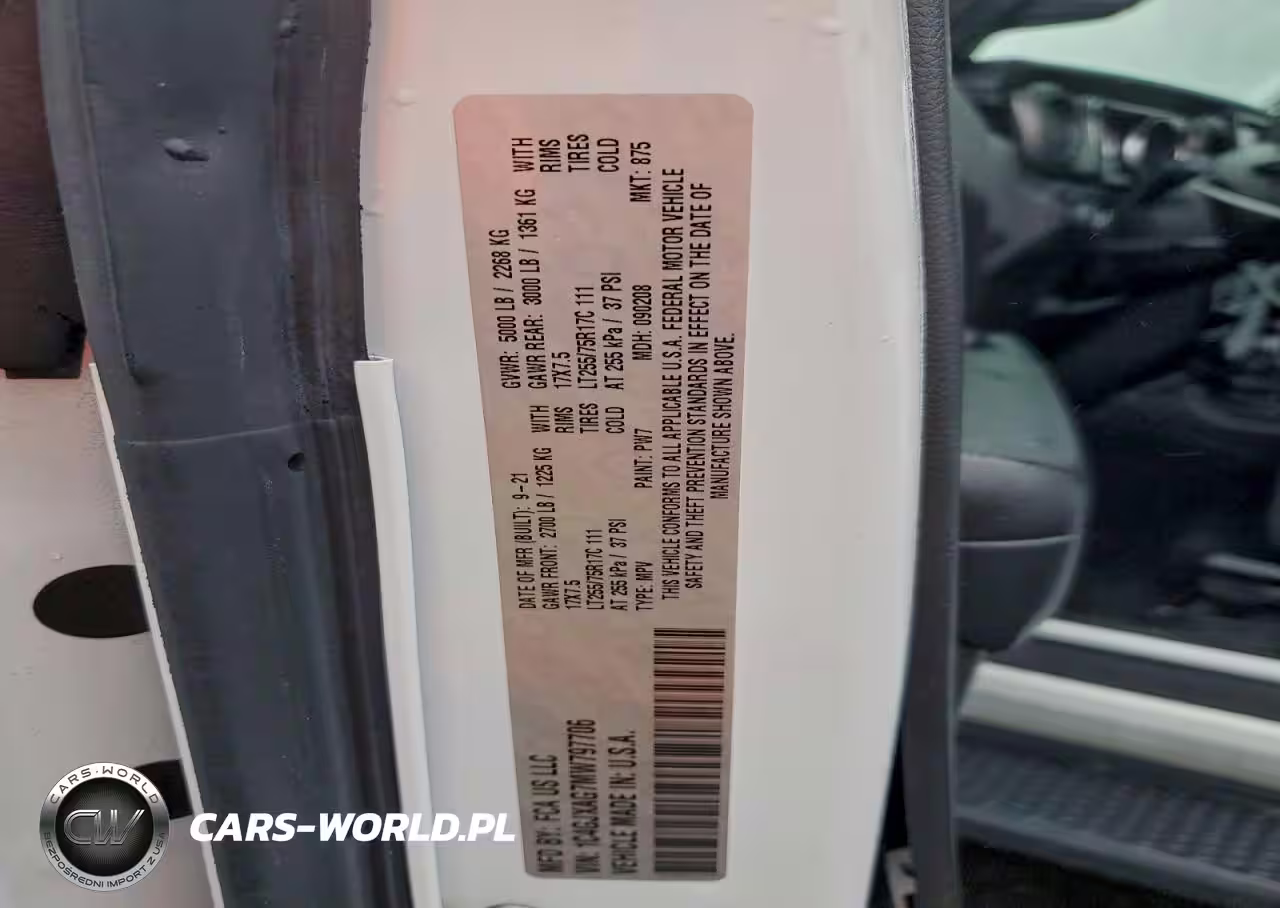 MFD BY: FCA US LLC
DATE OF MFR (BUILT): 9-21
GVWR: 5000 LB / 2268 KG
VIN: 1C4GJXAG7MW797706
GAWR FRONT: 2700 LB / 1225 KG WITH
GAWR REAR: 3000 LB / 1361 KG WITH
VEHICLE MADE IN: U.S.A.
17X7.5 RIMS
17X7.5 RIMS
LT255/75R17C 111 TIRES
LT255/75R17C 111 TIRES
AT 255 kPa / 37 PSI COLD
AT 255 kPa / 37 PSI COLD
TYPE: MPV PAINT: PW7 MDH: 090208 MKT: 875
THIS VEHICLE CONFORMS TO ALL APPLICABLE U.S.A. FEDERAL MOTOR VEHICLE
SAFETY AND THEFT PREVENTION STANDARDS IN EFFECT ON THE DATE OF
MANUFACTURE SHOWN ABOVE.
CARS-WORLD
CW
BEZPOŚREDNI IMPORT Z USA
CARS-WORLD.PL